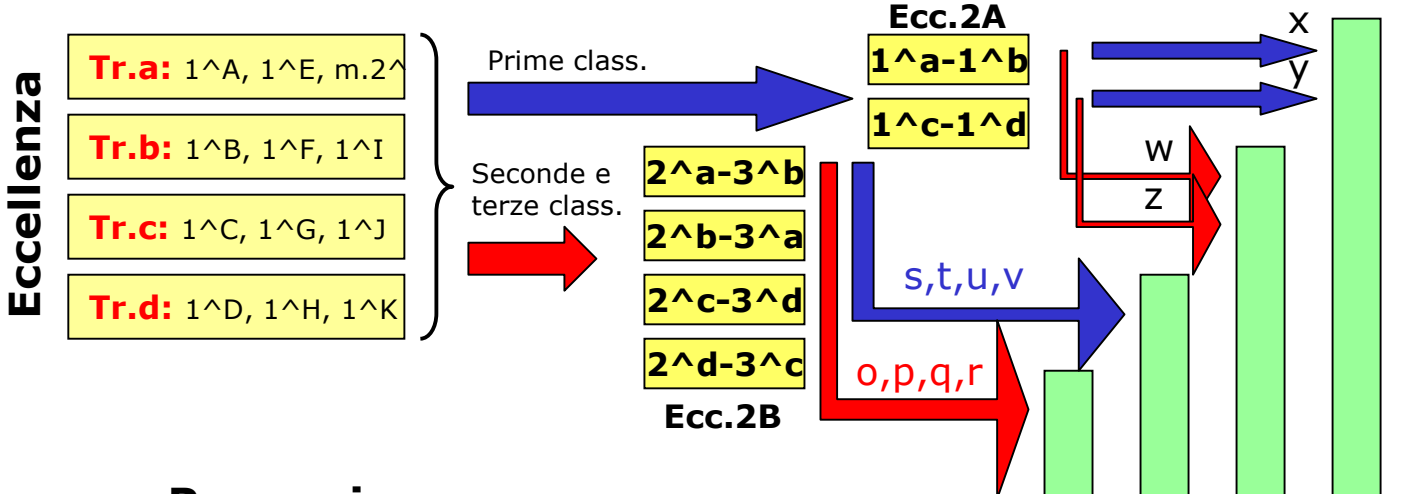 Eccellenza
Tr.a: 1^A, 1^E, m.2^
Tr.b: 1^B, 1^F, 1^I
Tr.c: 1^C, 1^G, 1^J
Tr.d: 1^D, 1^H, 1^K
Prime class.
Seconde e
terze class.
Ecc.2A
1^a-1^b
1^c-1^d
2^a-3^b
2^b-3^a
2^c-3^d
2^d-3^c
Ecc.2B
x
y
w
z
s,t,u,v
o,p,q,r